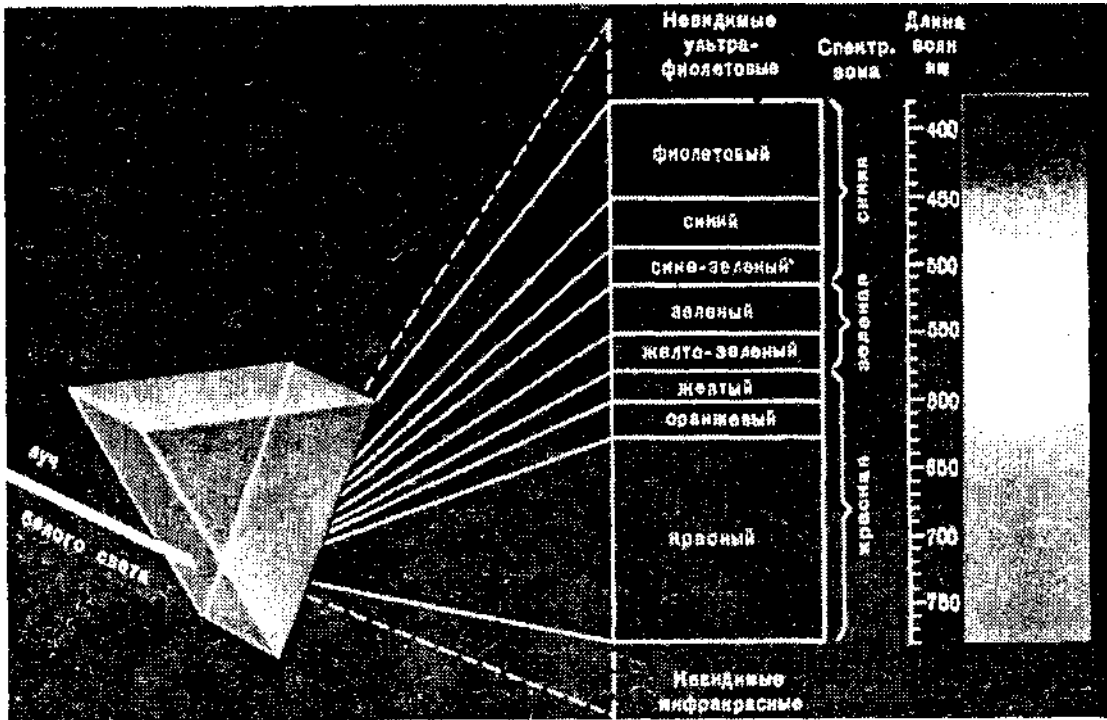 Невидимые
ультра-
фиолетовые
Спектр.
зона
Длина
волн
нм
фиолетовый
синий
сине-зеленый
зеленый
желто-зеленый
желтый
оранжевый
красный
Невидимые
инфракрасные
синяя
зеленая
красная
400
450
500
550
600
650
700
750
луч
белого света